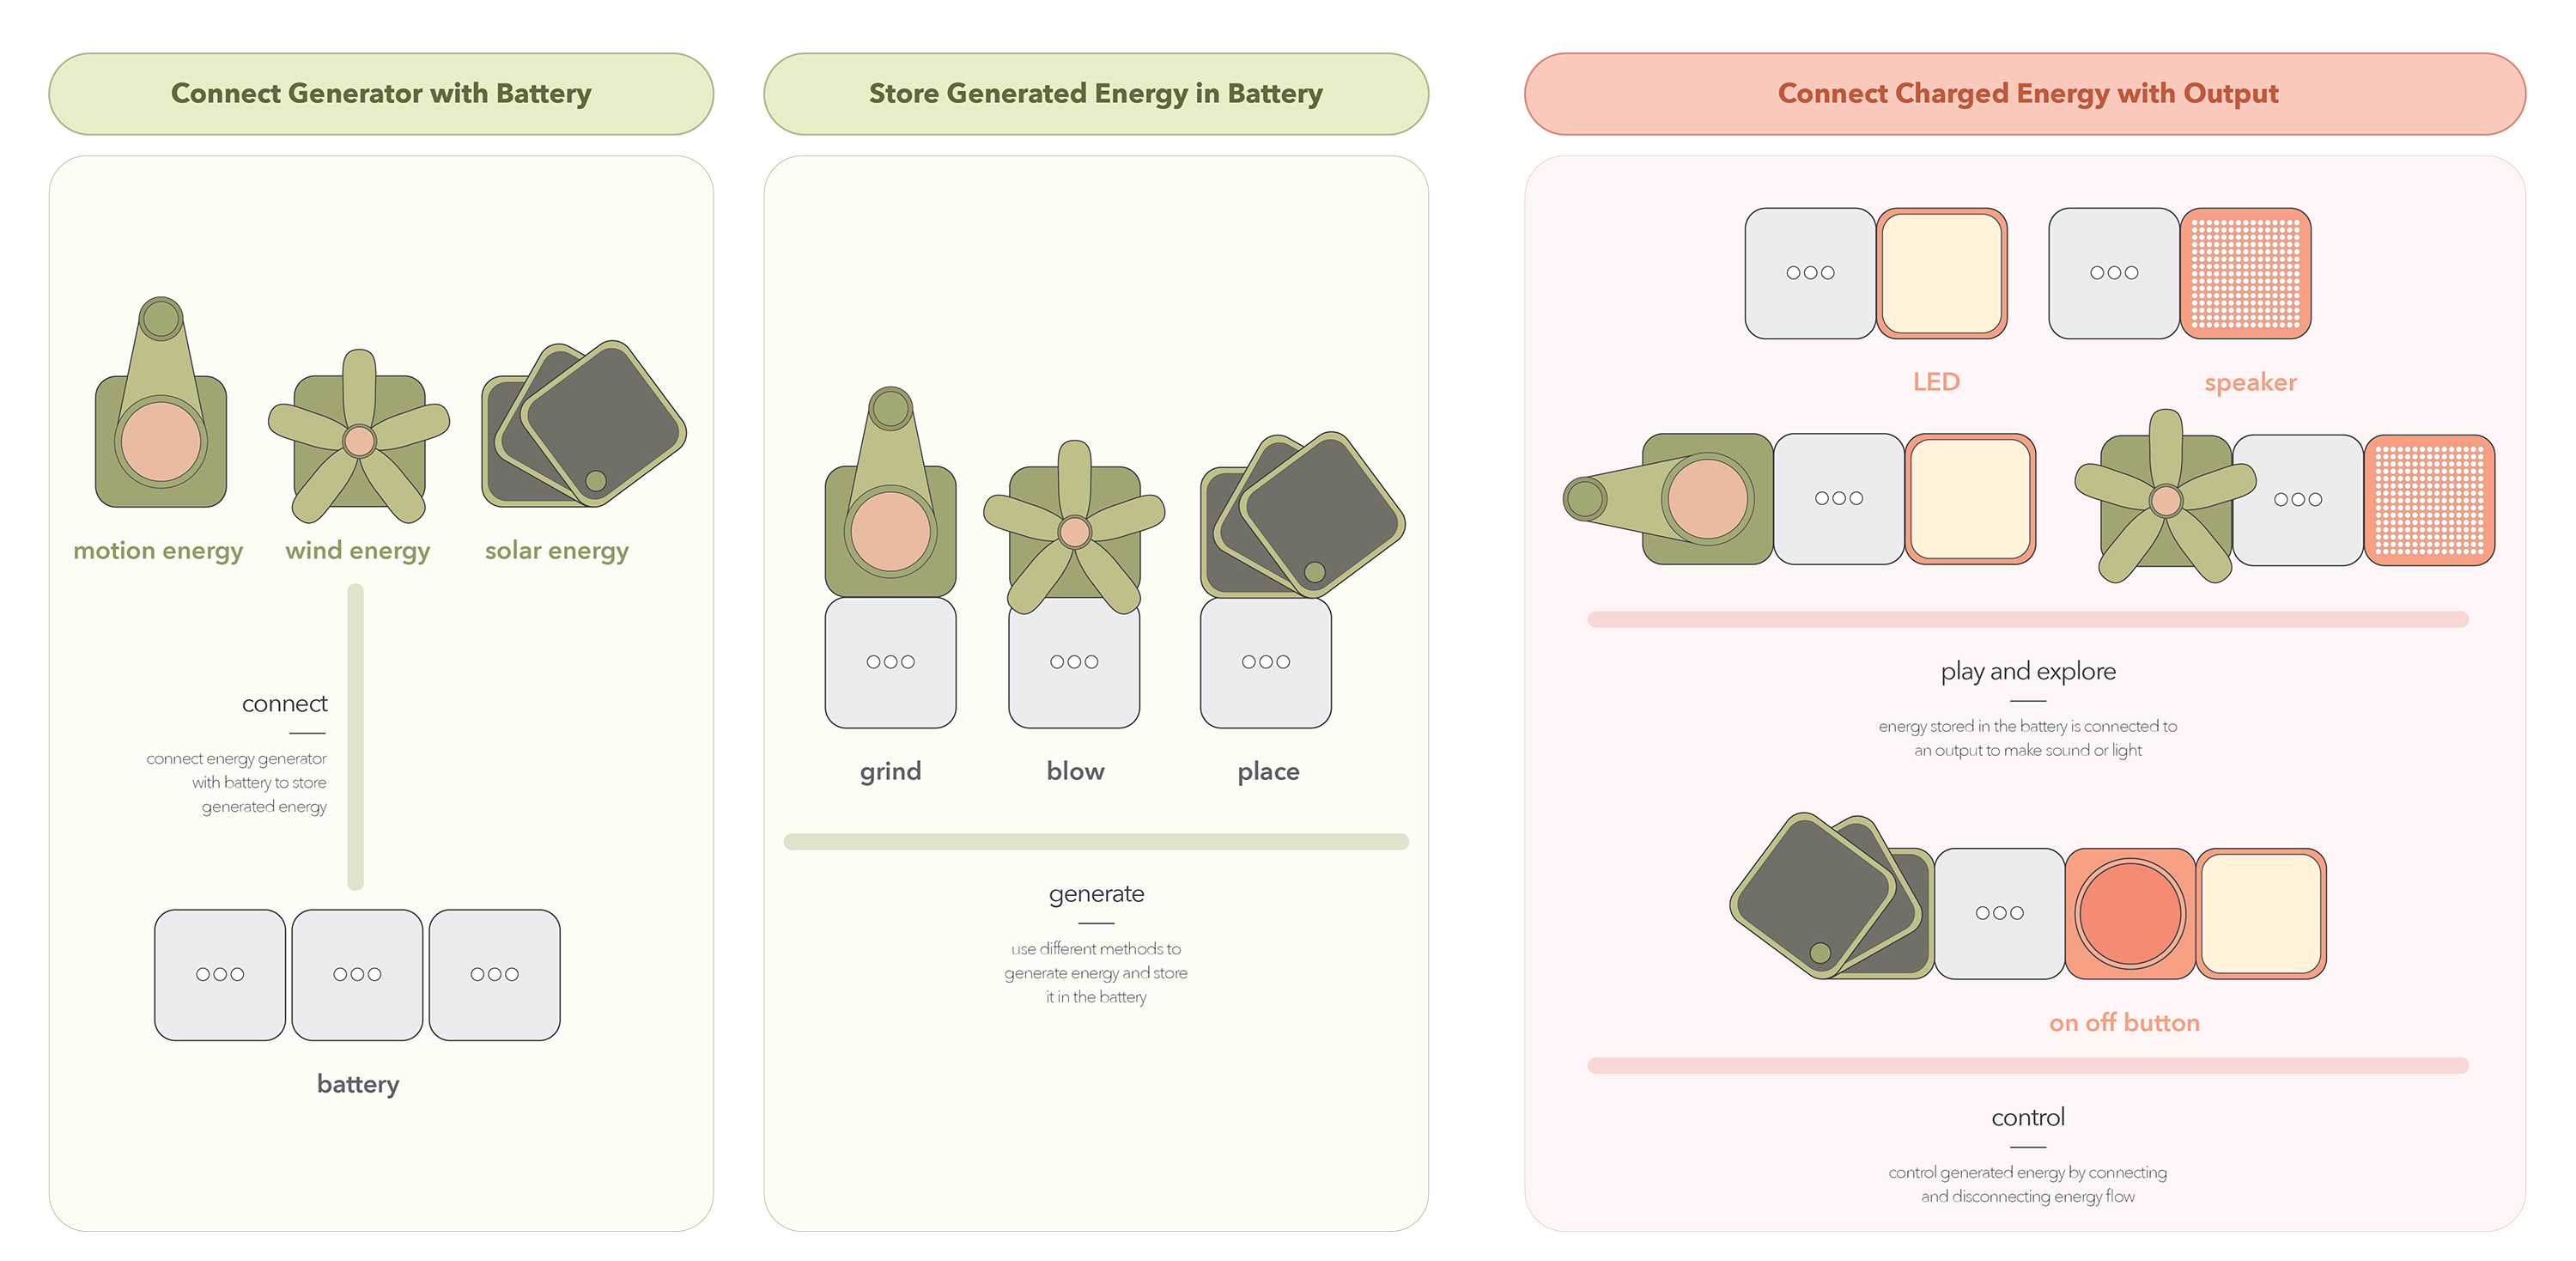 Connect Generator with Battery
motion energy
wind energy
solar energy
connect
connect energy generator
with battery to store
generated energy
battery
Store Generated Energy in Battery
grind
blow
place
generate
use different methods to
generate energy and store
it in the battery
Connect Charged Energy with Output
LED
speaker
play and explore
energy stored in the battery is connected to
an output to make sound or light
on off button
control
control generated energy by connecting
and disconnecting energy flow